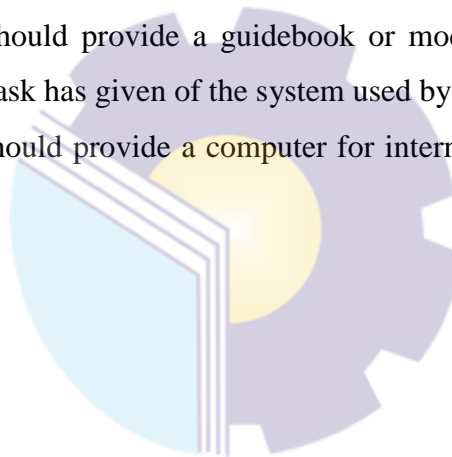 hould provide a guidebook or mod
ask has given of the system used by
hould provide a computer for intern